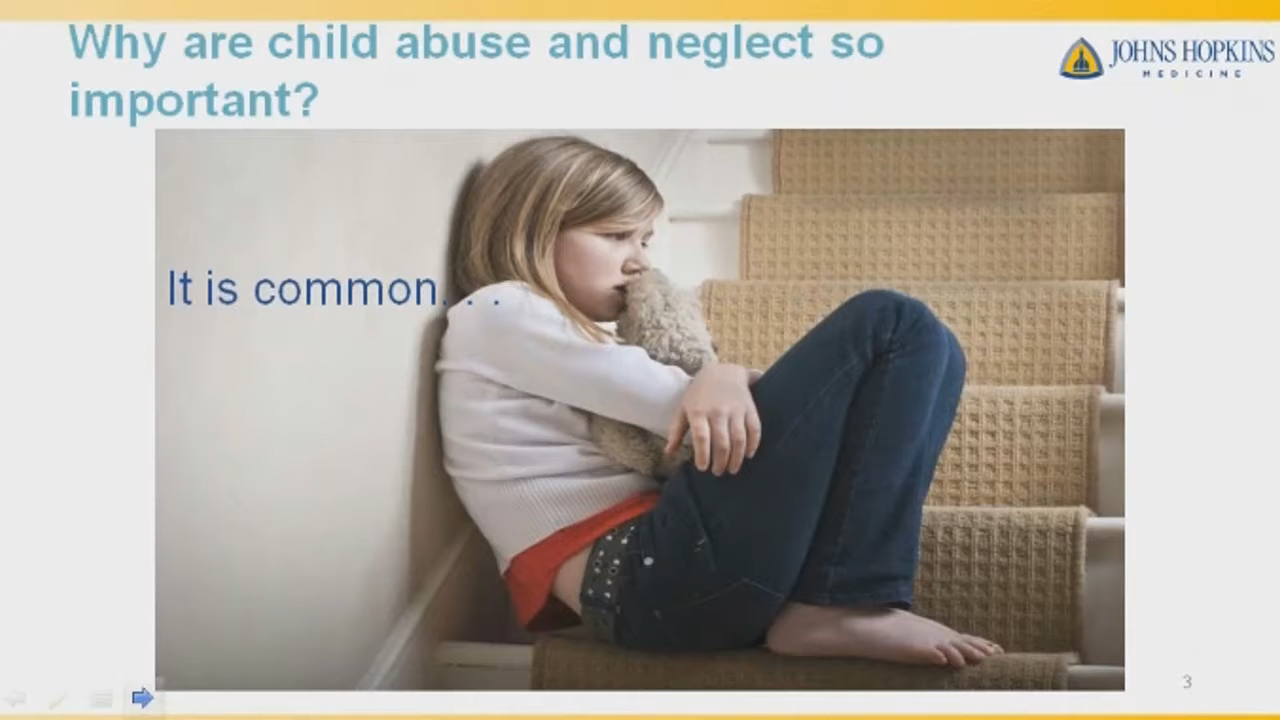 Why are child abuse and neglect so
important?
JOHNS HOPKINS
MEDICINE
It is common. . .
3